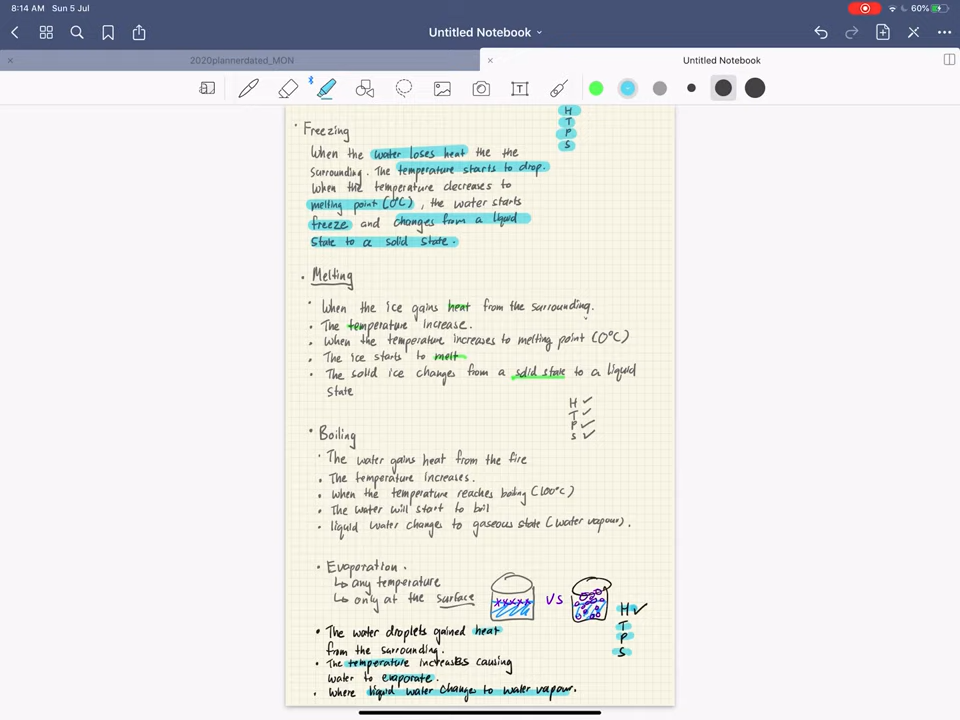 8:14 AM Sun 5 Jul
60%
Untitled Notebook
2020plannerdated_MON
Untitled Notebook
H
T
P
S
• Freezing
When the water loses heat the the
surrounding. The temperature starts to drop.
When the temperature decreases to
melting point (0°C), the water starts
freeze and changes from a liquid
state to a solid state.
• Melting
• When the ice gains heat from the surrounding.
• The temperature increase.
• When the temperature increases to melting point (0°C)
• The ice starts to melt
• The solid ice changes from a solid state to a liquid
state
H ✓
T ✓
P ✓
S ✓
• Boiling
• The water gains heat from the fire
• The temperature increases.
• When the temperature reaches boiling (100°C)
• The water will start to boil
• liquid water changes to gaseous state (water vapour).
• Evaporation.
↳ any temperature
↳ only at the surface
VS
H ✓
T
P
S
• The water droplets gained heat
from the surrounding.
• The temperature increases causing
water to evaporate.
• Where liquid water changes to water vapour.